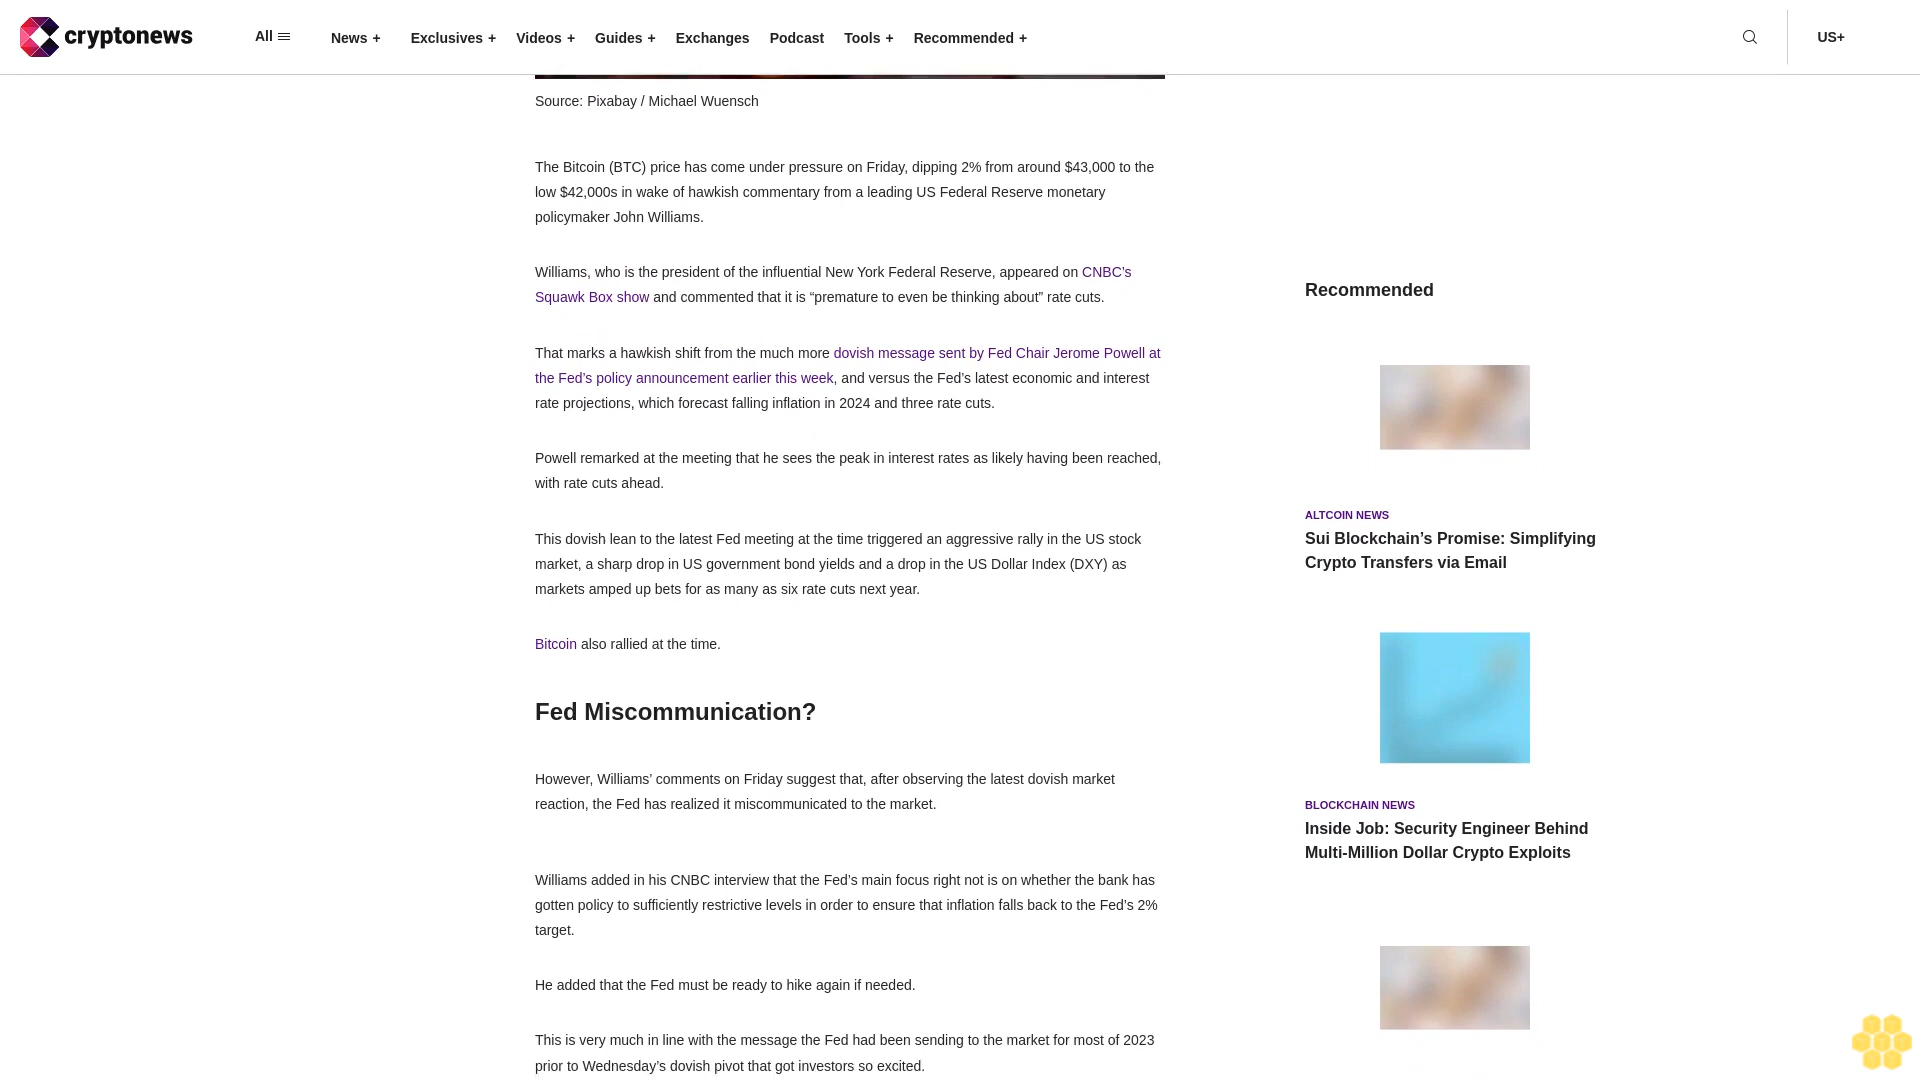 cryptonews
All
News +
Exclusives +
Videos +
Guides +
Exchanges
Podcast
Tools +
Recommended +
US+
Source: Pixabay / Michael Wuensch
The Bitcoin (BTC) price has come under pressure on Friday, dipping 2% from around $43,000 to the
low $42,000s in wake of hawkish commentary from a leading US Federal Reserve monetary
policymaker John Williams.
Williams, who is the president of the influential New York Federal Reserve, appeared on CNBC’s
Squawk Box show and commented that it is “premature to even be thinking about” rate cuts.
That marks a hawkish shift from the much more dovish message sent by Fed Chair Jerome Powell at
the Fed’s policy announcement earlier this week, and versus the Fed’s latest economic and interest
rate projections, which forecast falling inflation in 2024 and three rate cuts.
Powell remarked at the meeting that he sees the peak in interest rates as likely having been reached,
with rate cuts ahead.
This dovish lean to the latest Fed meeting at the time triggered an aggressive rally in the US stock
market, a sharp drop in US government bond yields and a drop in the US Dollar Index (DXY) as
markets amped up bets for as many as six rate cuts next year.
Bitcoin also rallied at the time.
Fed Miscommunication?
However, Williams’ comments on Friday suggest that, after observing the latest dovish market
reaction, the Fed has realized it miscommunicated to the market.
Williams added in his CNBC interview that the Fed’s main focus right not is on whether the bank has
gotten policy to sufficiently restrictive levels in order to ensure that inflation falls back to the Fed’s 2%
target.
He added that the Fed must be ready to hike again if needed.
This is very much in line with the message the Fed had been sending to the market for most of 2023
prior to Wednesday’s dovish pivot that got investors so excited.
Recommended
ALTCOIN NEWS
Sui Blockchain’s Promise: Simplifying
Crypto Transfers via Email
BLOCKCHAIN NEWS
Inside Job: Security Engineer Behind
Multi-Million Dollar Crypto Exploits